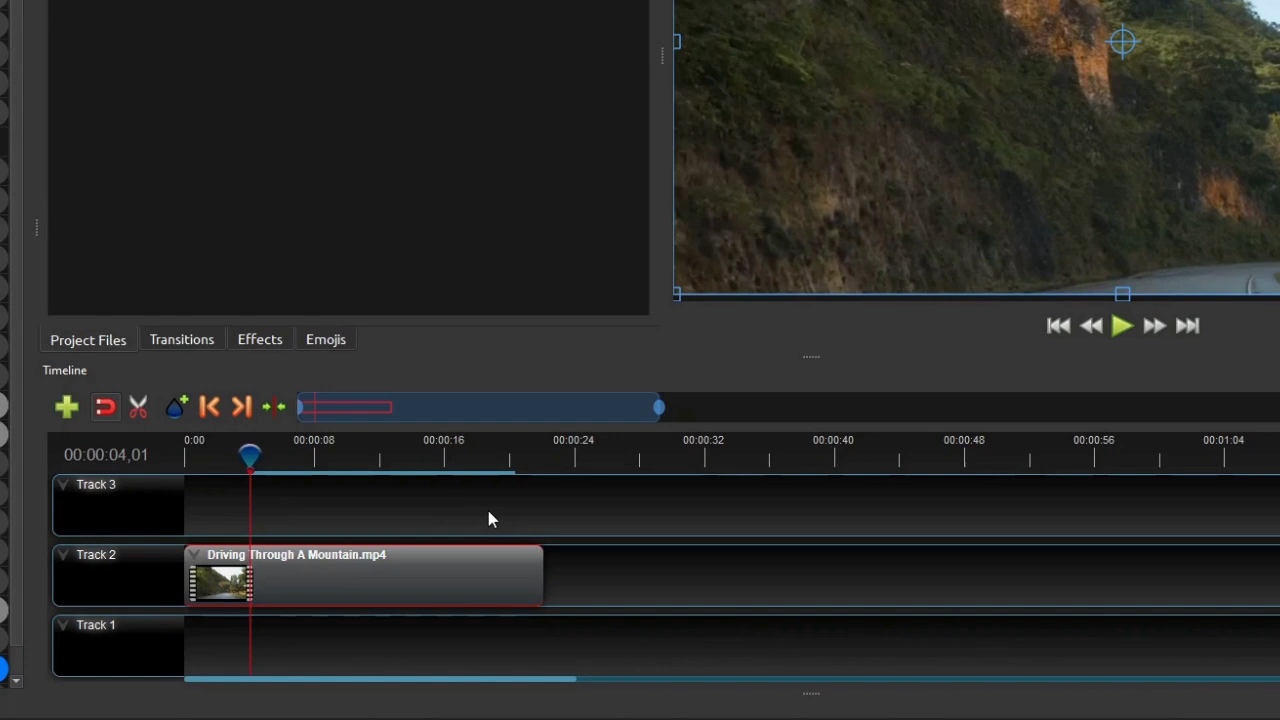 Project Files
Transitions
Effects
Emojis
Timeline
00:00:04,01
0:00
00:00:08
00:00:16
00:00:24
00:00:32
00:00:40
00:00:48
00:00:56
00:01:04
Track 3
Track 2
Driving Through A Mountain.mp4
Track 1